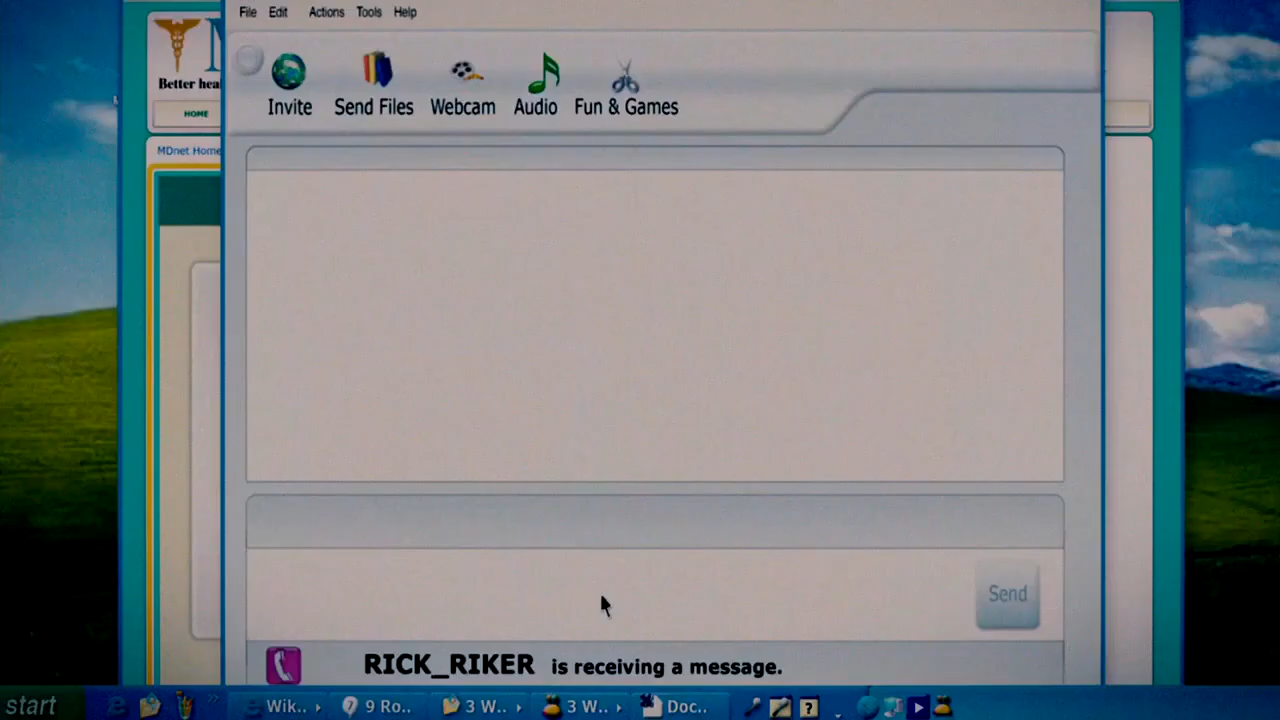 File Edit Actions Tools Help
Better hea
Invite Send Files Webcam Audio Fun & Games
HOME
MDnet Home
Send
RICK_RIKER is receiving a message.
start Wik.. 9 Ro.. 3 W.. 3 W.. Doc..